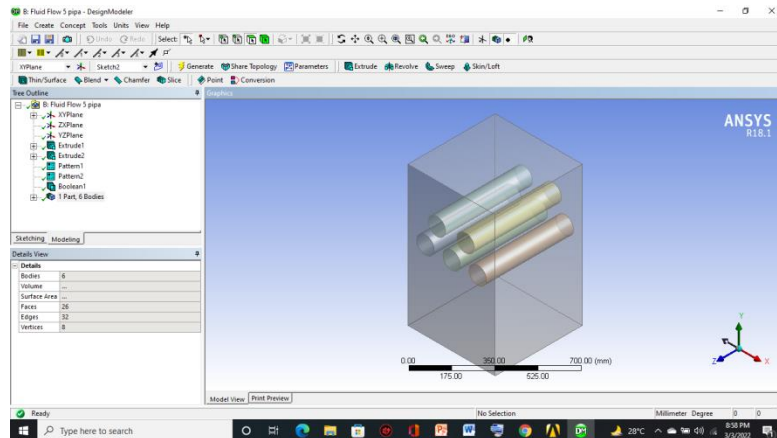 B: Fluid Flow 5 pipa - DesignModeler
File Create Concept Tools Units View Help
Undo Redo Select:
XYPlane Sketch2 Generate Share Topology Parameters Extrude Revolve Sweep Skin/Loft
Thin/Surface Blend Chamfer Slice Point Conversion
Tree Outline
Graphics
B: Fluid Flow 5 pipa
XYPlane
ZXPlane
YZPlane
Extrude1
Extrude2
Pattern1
Pattern2
Boolean1
1 Part, 6 Bodies
ANSYS
R18.1
Sketching Modeling
Details View
Details
Bodies 6
Volume ...
Surface Area ...
Faces 26
Edges 32
Vertices 8
0.00 350.00 700.00 (mm)
175.00 525.00
Y
Z X
Model View Print Preview
Ready No Selection Millimeter Degree 0 0
Type here to search
28°C
8:58 PM
3/3/2022